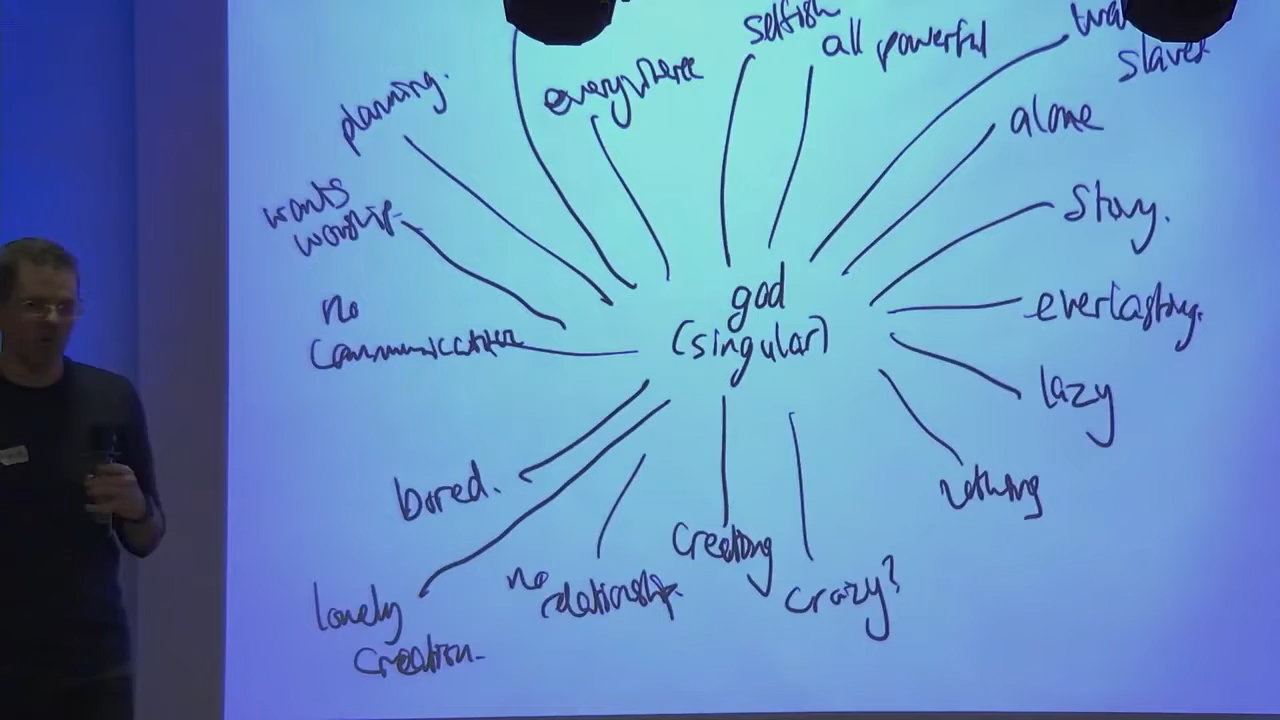 selfish
all powerful
slaves
everywhere
planning.
alone
wants
worship.
Story.
god
(singular)
no
Communication
everlasting.
lazy
bored.
nothing
Creating
no
relationship.
crazy?
lonely
Creation.